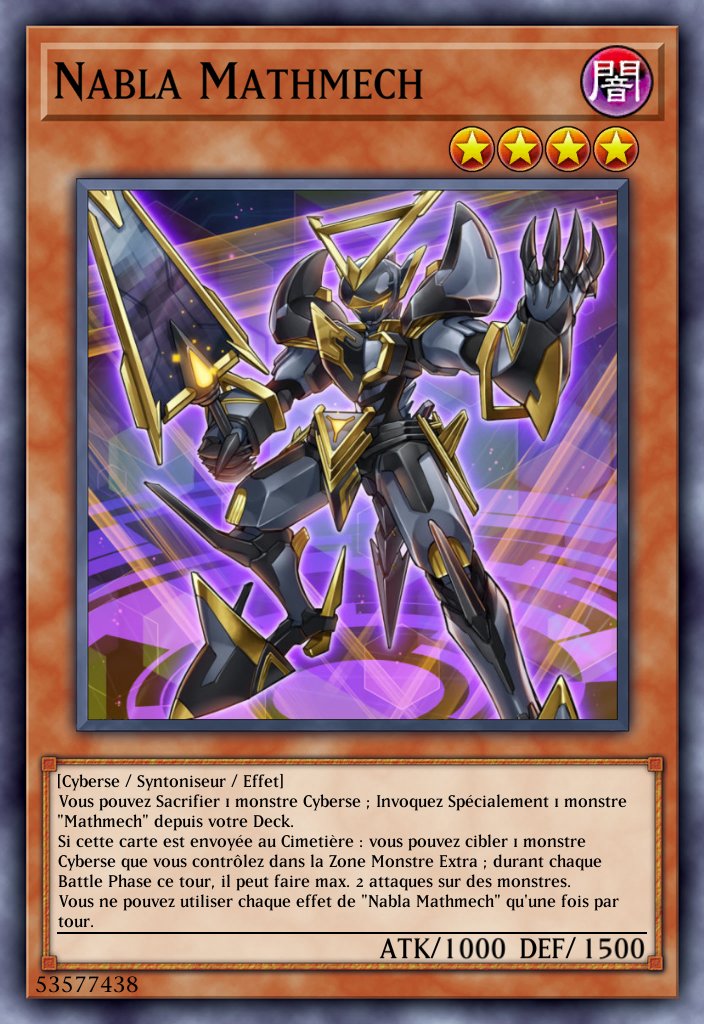 Nabla Mathmech
闇
[Cyberse / Syntoniseur / Effet]
Vous pouvez Sacrifier 1 monstre Cyberse ; Invoquez Spécialement 1 monstre
"Mathmech" depuis votre Deck.
Si cette carte est envoyée au Cimetière : vous pouvez cibler 1 monstre
Cyberse que vous contrôlez dans la Zone Monstre Extra ; durant chaque
Battle Phase ce tour, il peut faire max. 2 attaques sur des monstres.
Vous ne pouvez utiliser chaque effet de "Nabla Mathmech" qu'une fois par
tour.
ATK/1000 DEF/ 1500
53577438